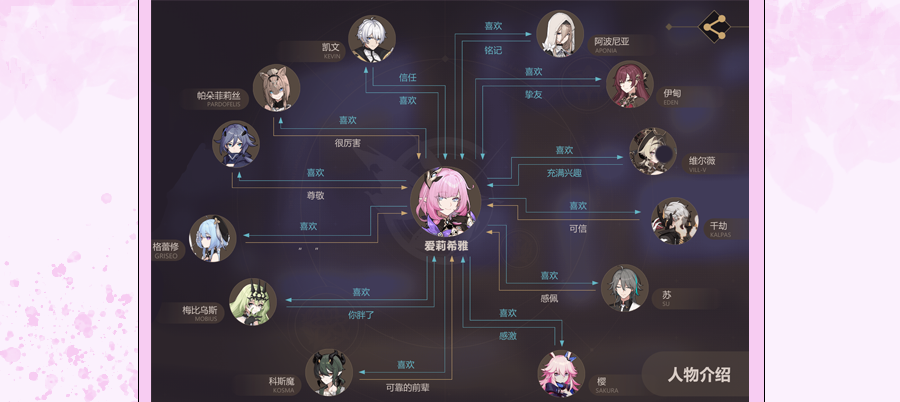 喜欢
阿波尼亚
APONIA
铭记
凯文
KEVIN
信任
喜欢
喜欢
挚友
伊甸
EDEN
帕朵菲莉丝
PARDOFELIS
喜欢
很厉害
喜欢
充满兴趣
维尔薇
VILL-V
喜欢
尊敬
喜欢
可信
千劫
KALPAS
格蕾修
GRISEO
喜欢
"    "
爱莉希雅
喜欢
感佩
苏
SU
梅比乌斯
MOBIUS
喜欢
你胖了
喜欢
感激
科斯魔
KOSMA
喜欢
可靠的前辈
樱
SAKURA
人物介绍